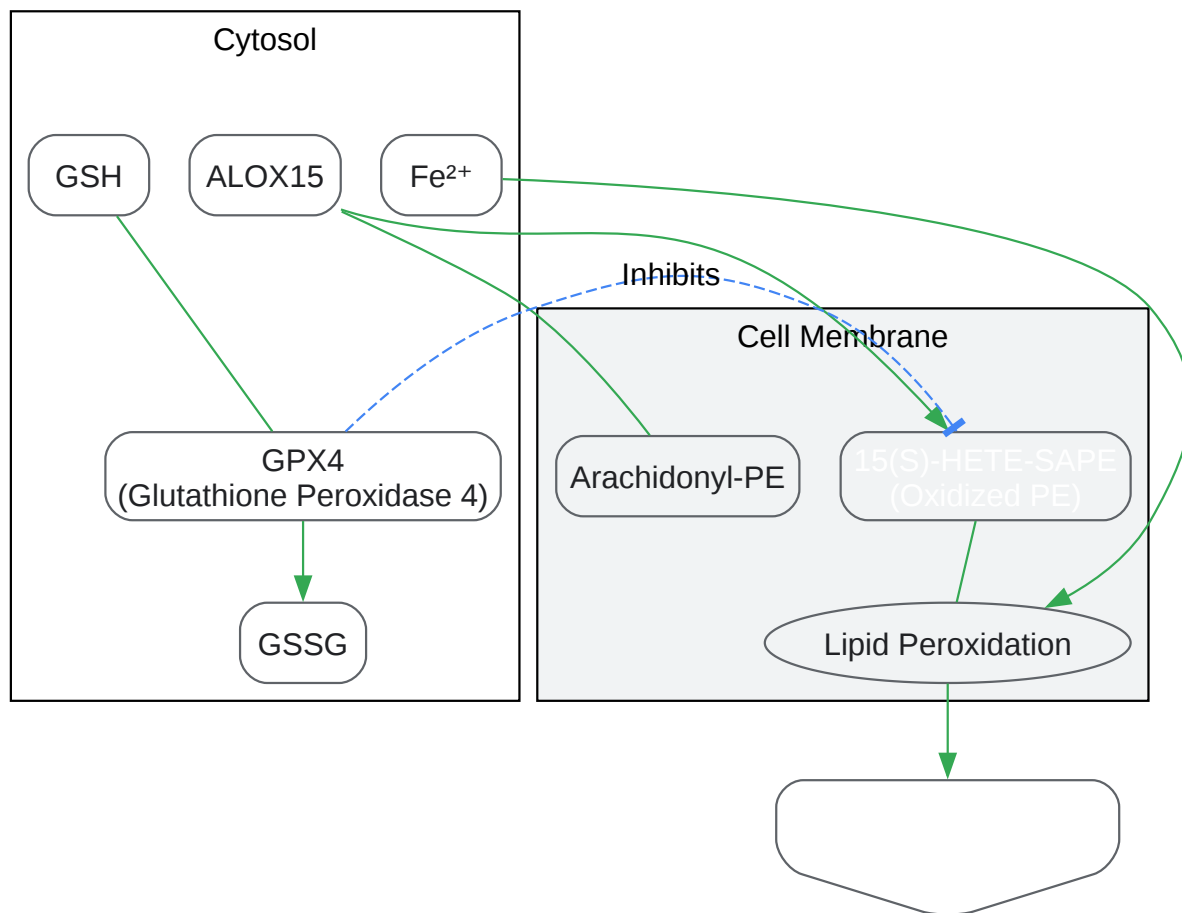 Cytosol
GSH
ALOX15
Fe²⁺
Inhibits
Cell Membrane
GPX4
(Glutathione Peroxidase 4)
Arachidonyl-PE
15(S)-HETE-SAPE
(Oxidized PE)
GSSG
Lipid Peroxidation